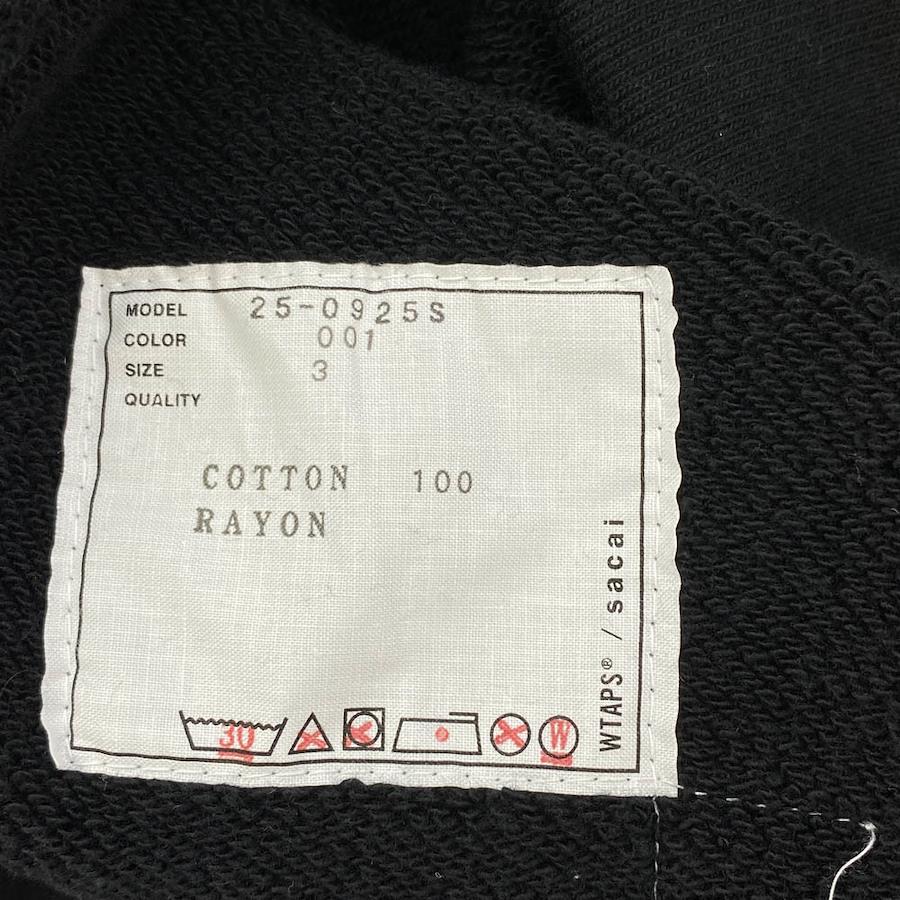 MODEL 25-0925S
COLOR 001
SIZE 3
QUALITY
COTTON 100
RAYON
30
W
WTAPS® / sacai